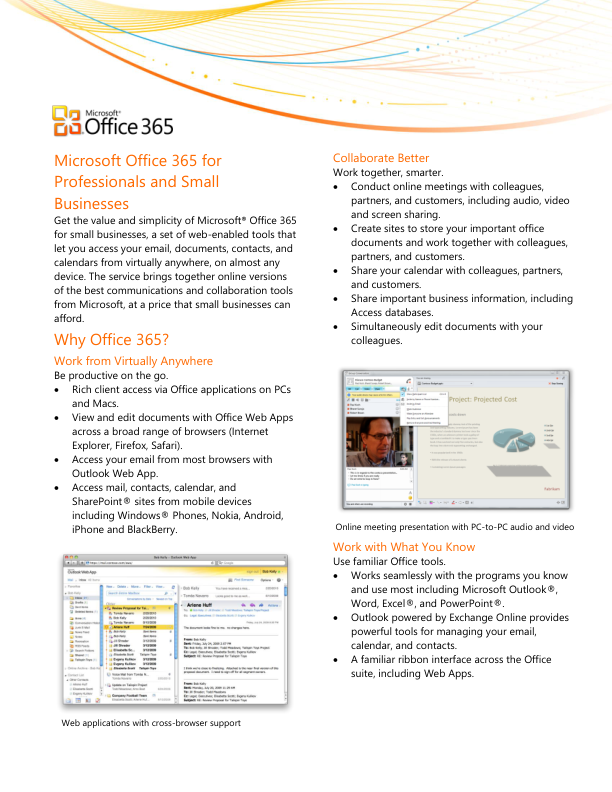 Microsoft®
Office 365
Microsoft Office 365 for
Professionals and Small
Businesses
Get the value and simplicity of Microsoft® Office 365
for small businesses, a set of web-enabled tools that
let you access your email, documents, contacts, and
calendars from virtually anywhere, on almost any
device. The service brings together online versions
of the best communications and collaboration tools
from Microsoft, at a price that small businesses can
afford.
Why Office 365?
Work from Virtually Anywhere
Be productive on the go.
• Rich client access via Office applications on PCs
and Macs.
• View and edit documents with Office Web Apps
across a broad range of browsers (Internet
Explorer, Firefox, Safari).
• Access your email from most browsers with
Outlook Web App.
• Access mail, contacts, calendar, and
SharePoint® sites from mobile devices
including Windows® Phones, Nokia, Android,
iPhone and BlackBerry.
Outlook Web App
Bob Kelly
Arlene Huff
Web applications with cross-browser support
Collaborate Better
Work together, smarter.
• Conduct online meetings with colleagues,
partners, and customers, including audio, video
and screen sharing.
• Create sites to store your important office
documents and work together with colleagues,
partners, and customers.
• Share your calendar with colleagues, partners,
and customers.
• Share important business information, including
Access databases.
• Simultaneously edit documents with your
colleagues.
Project: Projected Cost
Online meeting presentation with PC-to-PC audio and video
Work with What You Know
Use familiar Office tools.
• Works seamlessly with the programs you know
and use most including Microsoft Outlook®,
Word, Excel®, and PowerPoint®.
• Outlook powered by Exchange Online provides
powerful tools for managing your email,
calendar, and contacts.
• A familiar ribbon interface across the Office
suite, including Web Apps.